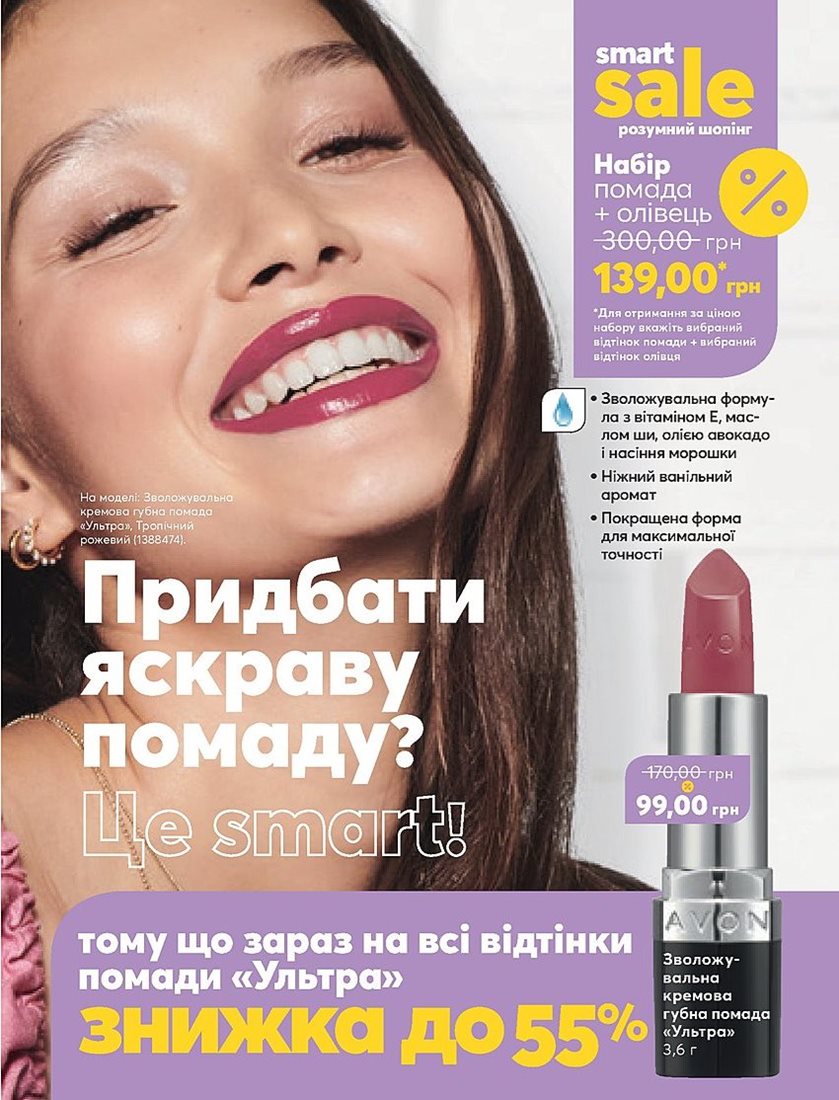 smart
sale
розумний шопінг
Набір
помада
+ олівець
300,00 грн
139,00* грн
*Для отримання за ціною
набору вкажіть вибраний
відтінок помади + вибраний
відтінок олівця
• Зволожувальна форму-
ла з вітаміном Е, мас-
лом ши, олією авокадо
і насіння морошки
• Ніжний ванільний
аромат
• Покращена форма
для максимальної
точності
На моделі: Зволожувальна
кремова губна помада
«Ультра», Тропічний
рожевий (1388474).
Придбати
яскраву
помаду?
Це smart!
AVON
170,00 грн
%
99,00 грн
AVON
Зволожу-
вальна
кремова
губна помада
«Ультра»
3,6 г
тому що зараз на всі відтінки
помади «Ультра»
знижка до 55%
%